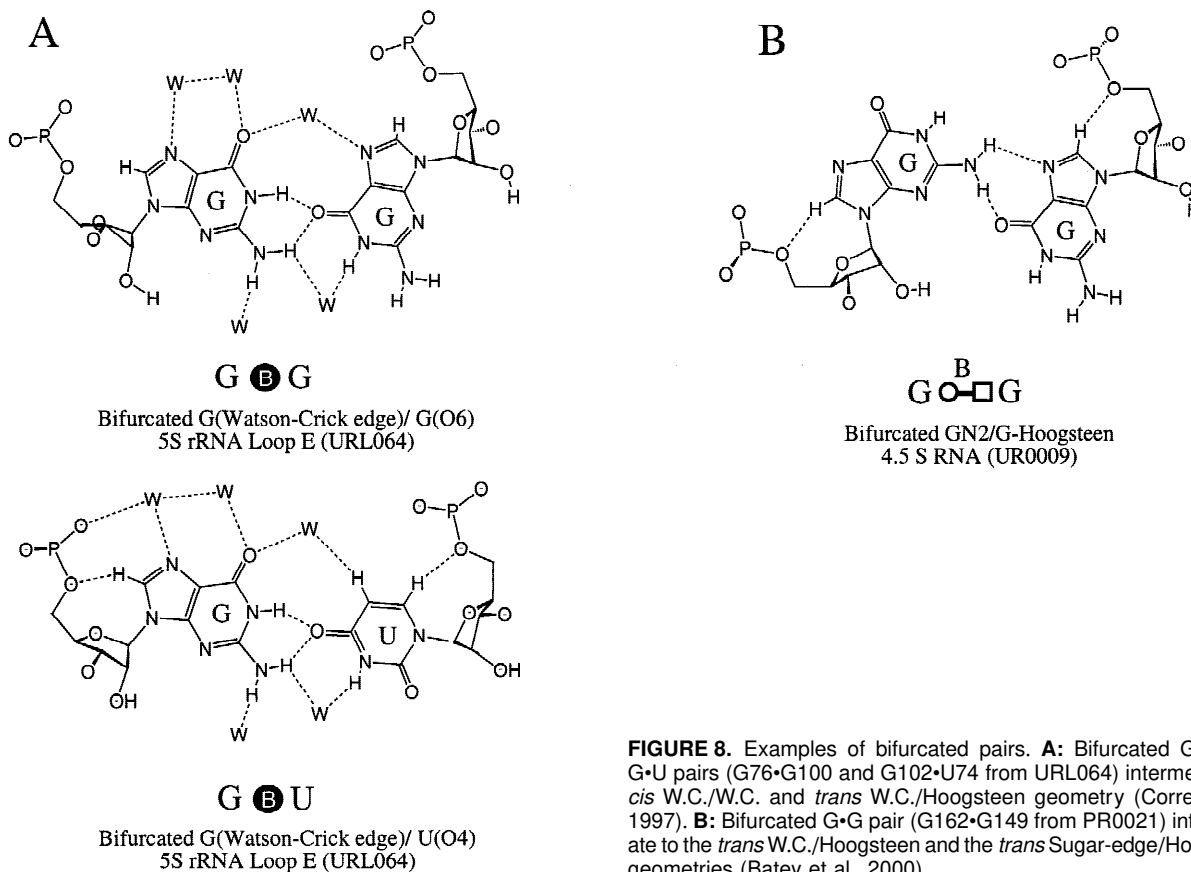 A
B
G B G
Bifurcated G(Watson-Crick edge)/ G(O6)
5S rRNA Loop E (URL064)
B
G G
Bifurcated GN2/G-Hoogsteen
4.5 S RNA (UR0009)
G B U
Bifurcated G(Watson-Crick edge)/ U(O4)
5S rRNA Loop E (URL064)
FIGURE 8. Examples of bifurcated pairs. A: Bifurcated G
G•U pairs (G76•G100 and G102•U74 from URL064) interme
cis W.C./W.C. and trans W.C./Hoogsteen geometry (Corre
1997). B: Bifurcated G•G pair (G162•G149 from PR0021) int
ate to the trans W.C./Hoogsteen and the trans Sugar-edge/Ho
geometries (Batey et al., 2000)